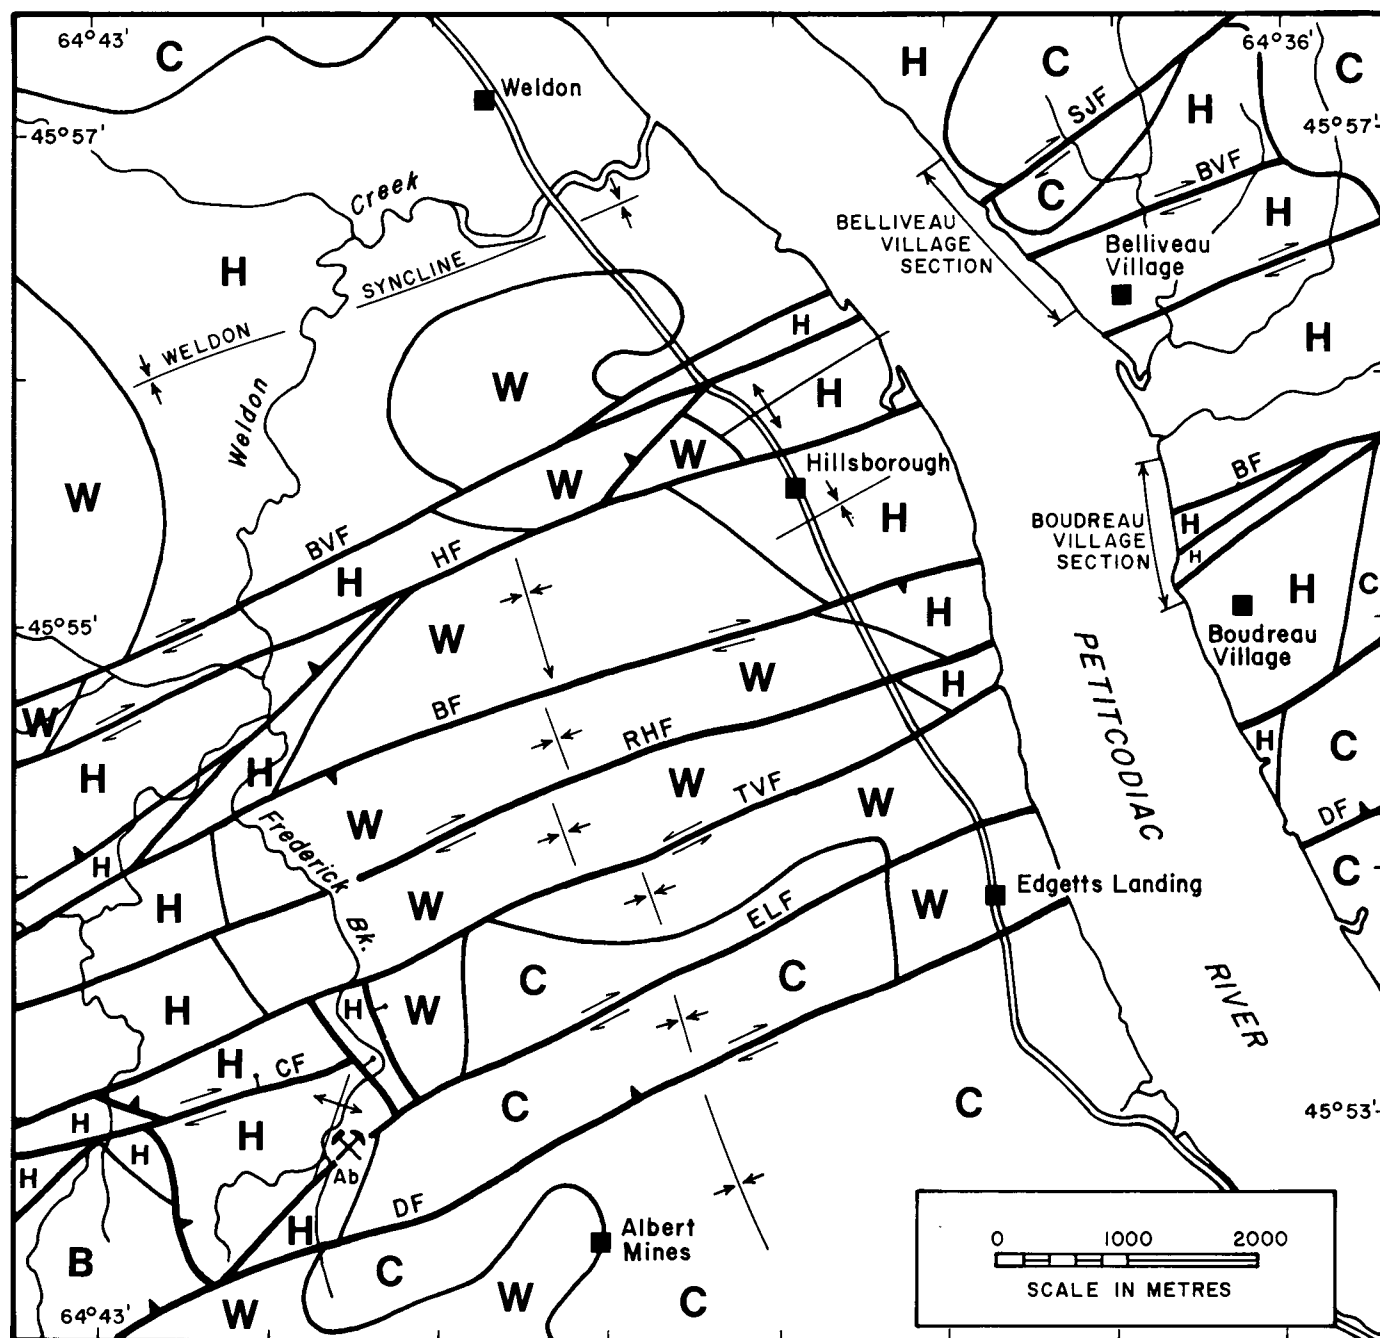 64°43'
C
H
C
64°36'
C
Weldon
SJF
H
45°57'
45°57'
BVF
Creek
C
H
BELLIVEAU
VILLAGE
SECTION
Belliveau
Village
H
SYNCLINE
WELDON
H
H
W
H
Weldon
W
W
W
Hillsborough
BF
H
BOUDREAU
VILLAGE
SECTION
H
H
BVF
HF
H
H
C
45°55'
W
H
Boudreau
Village
PETITCODIAC
RIVER
W
H
W
BF
RHF
H
C
H
H
W
TVF
W
DF
W
Frederick
Bk.
H
C
Edgetts Landing
H
W
W
ELF
C
C
H
H
W
H
CF
C
C
45°53'
H
H
H
H
Ab
DF
H
Albert
Mines
B
C
W
C
64°43'
W
0 1000 2000
SCALE IN METRES